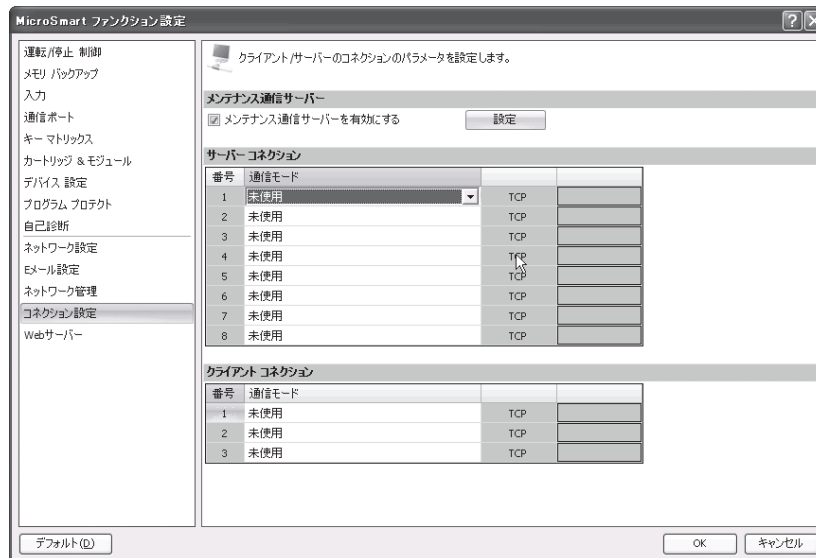 MicroSmart ファンクション設定
運転/停止 制御
メモリ バックアップ
入力
通信ポート
キー マトリックス
カートリッジ & モジュール
デバイス 設定
プログラム プロテクト
自己診断
ネットワーク設定
Eメール設定
ネットワーク管理
コネクション設定
Webサーバー
クライアント/サーバーのコネクションのパラメータを設定します。
メンテナンス通信サーバー
メンテナンス通信サーバーを有効にする 設定
サーバー コネクション
番号 通信モード
1 未使用 TCP
2 未使用 TCP
3 未使用 TCP
4 未使用 TCP
5 未使用 TCP
6 未使用 TCP
7 未使用 TCP
8 未使用 TCP
クライアント コネクション
番号 通信モード
1 未使用 TCP
2 未使用 TCP
3 未使用 TCP
デフォルト(D) OK キャンセル